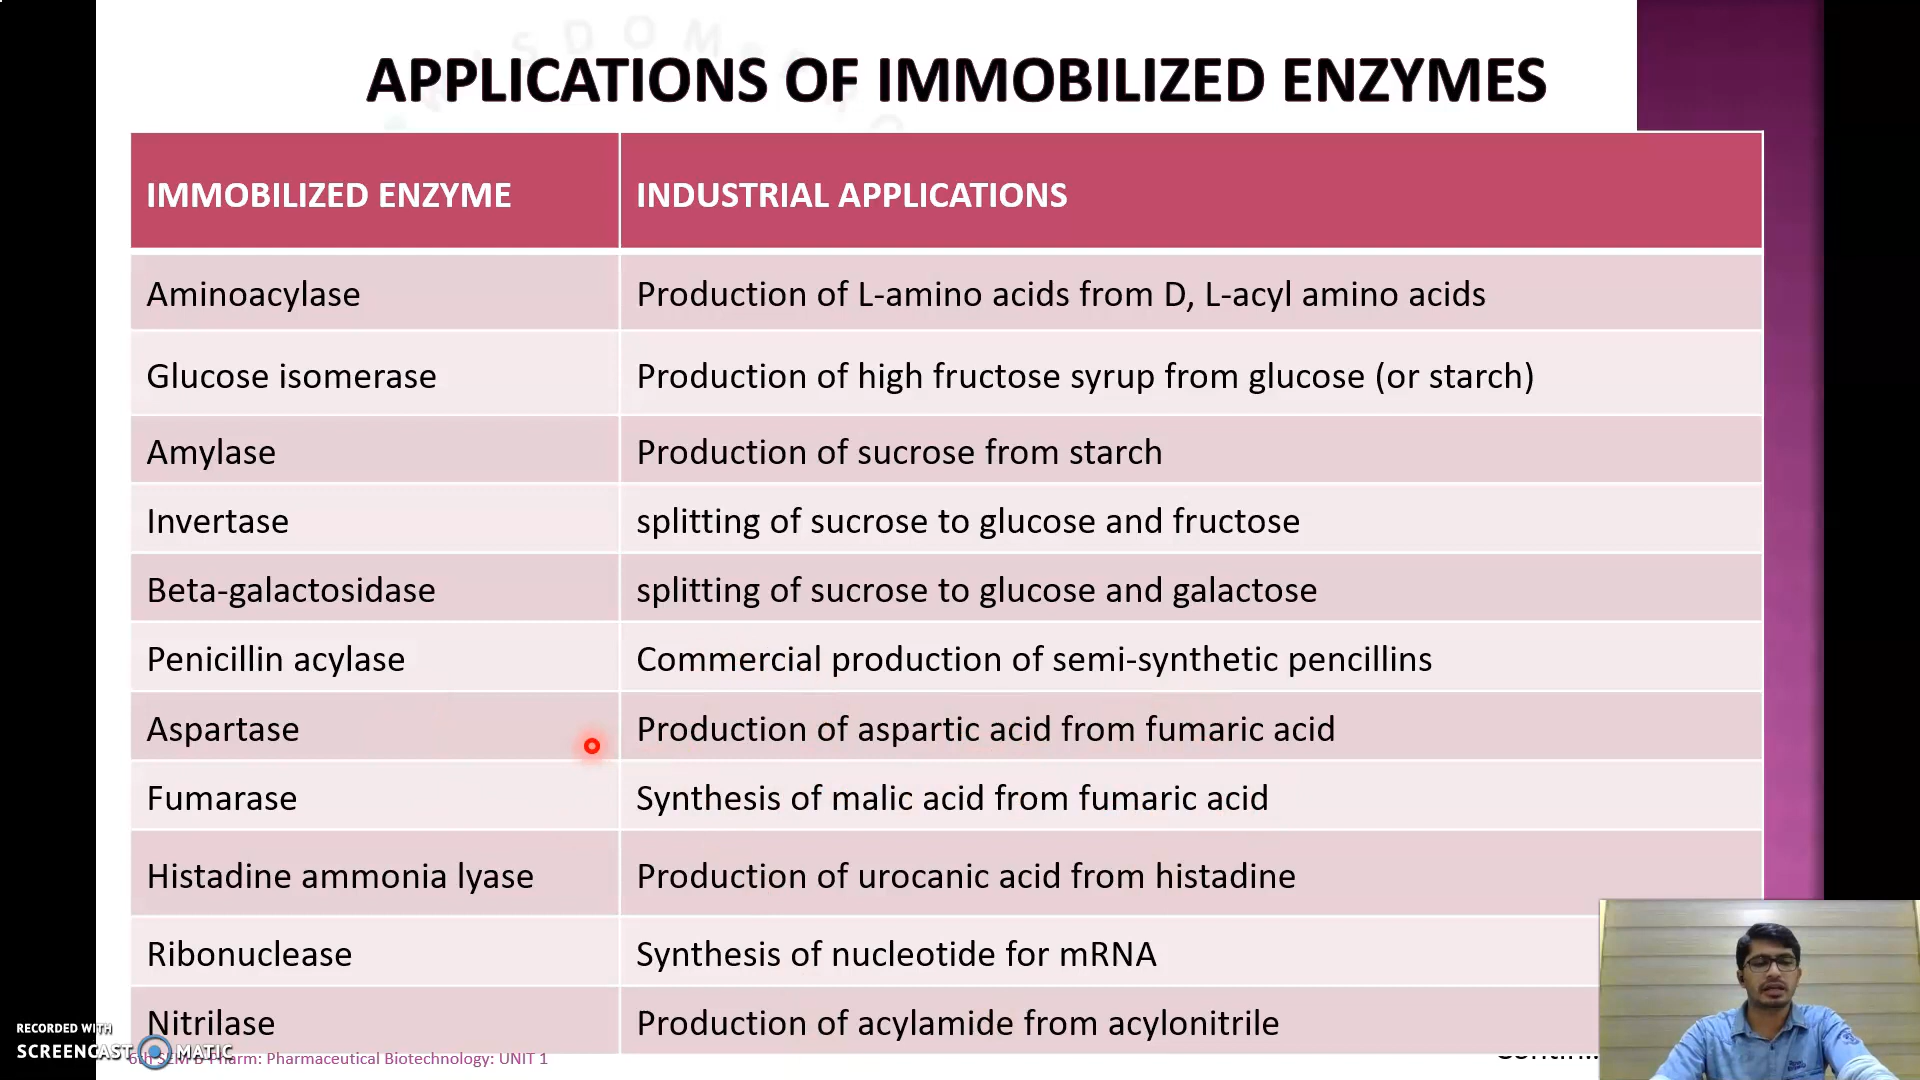 APPLICATIONS OF IMMOBILIZED ENZYMES
IMMOBILIZED ENZYME INDUSTRIAL APPLICATIONS
Aminoacylase Production of L-amino acids from D, L-acyl amino acids
Glucose isomerase Production of high fructose syrup from glucose (or starch)
Amylase Production of sucrose from starch
Invertase splitting of sucrose to glucose and fructose
Beta-galactosidase splitting of sucrose to glucose and galactose
Penicillin acylase Commercial production of semi-synthetic pencillins
Aspartase Production of aspartic acid from fumaric acid
Fumarase Synthesis of malic acid from fumaric acid
Histadine ammonia lyase Production of urocanic acid from histadine
Ribonuclease Synthesis of nucleotide for mRNA
Nitrilase Production of acylamide from acylonitrile
RECORDED WITH
SCREENCAST MATIC
6th SEM B Pharm: Pharmaceutical Biotechnology: UNIT 1